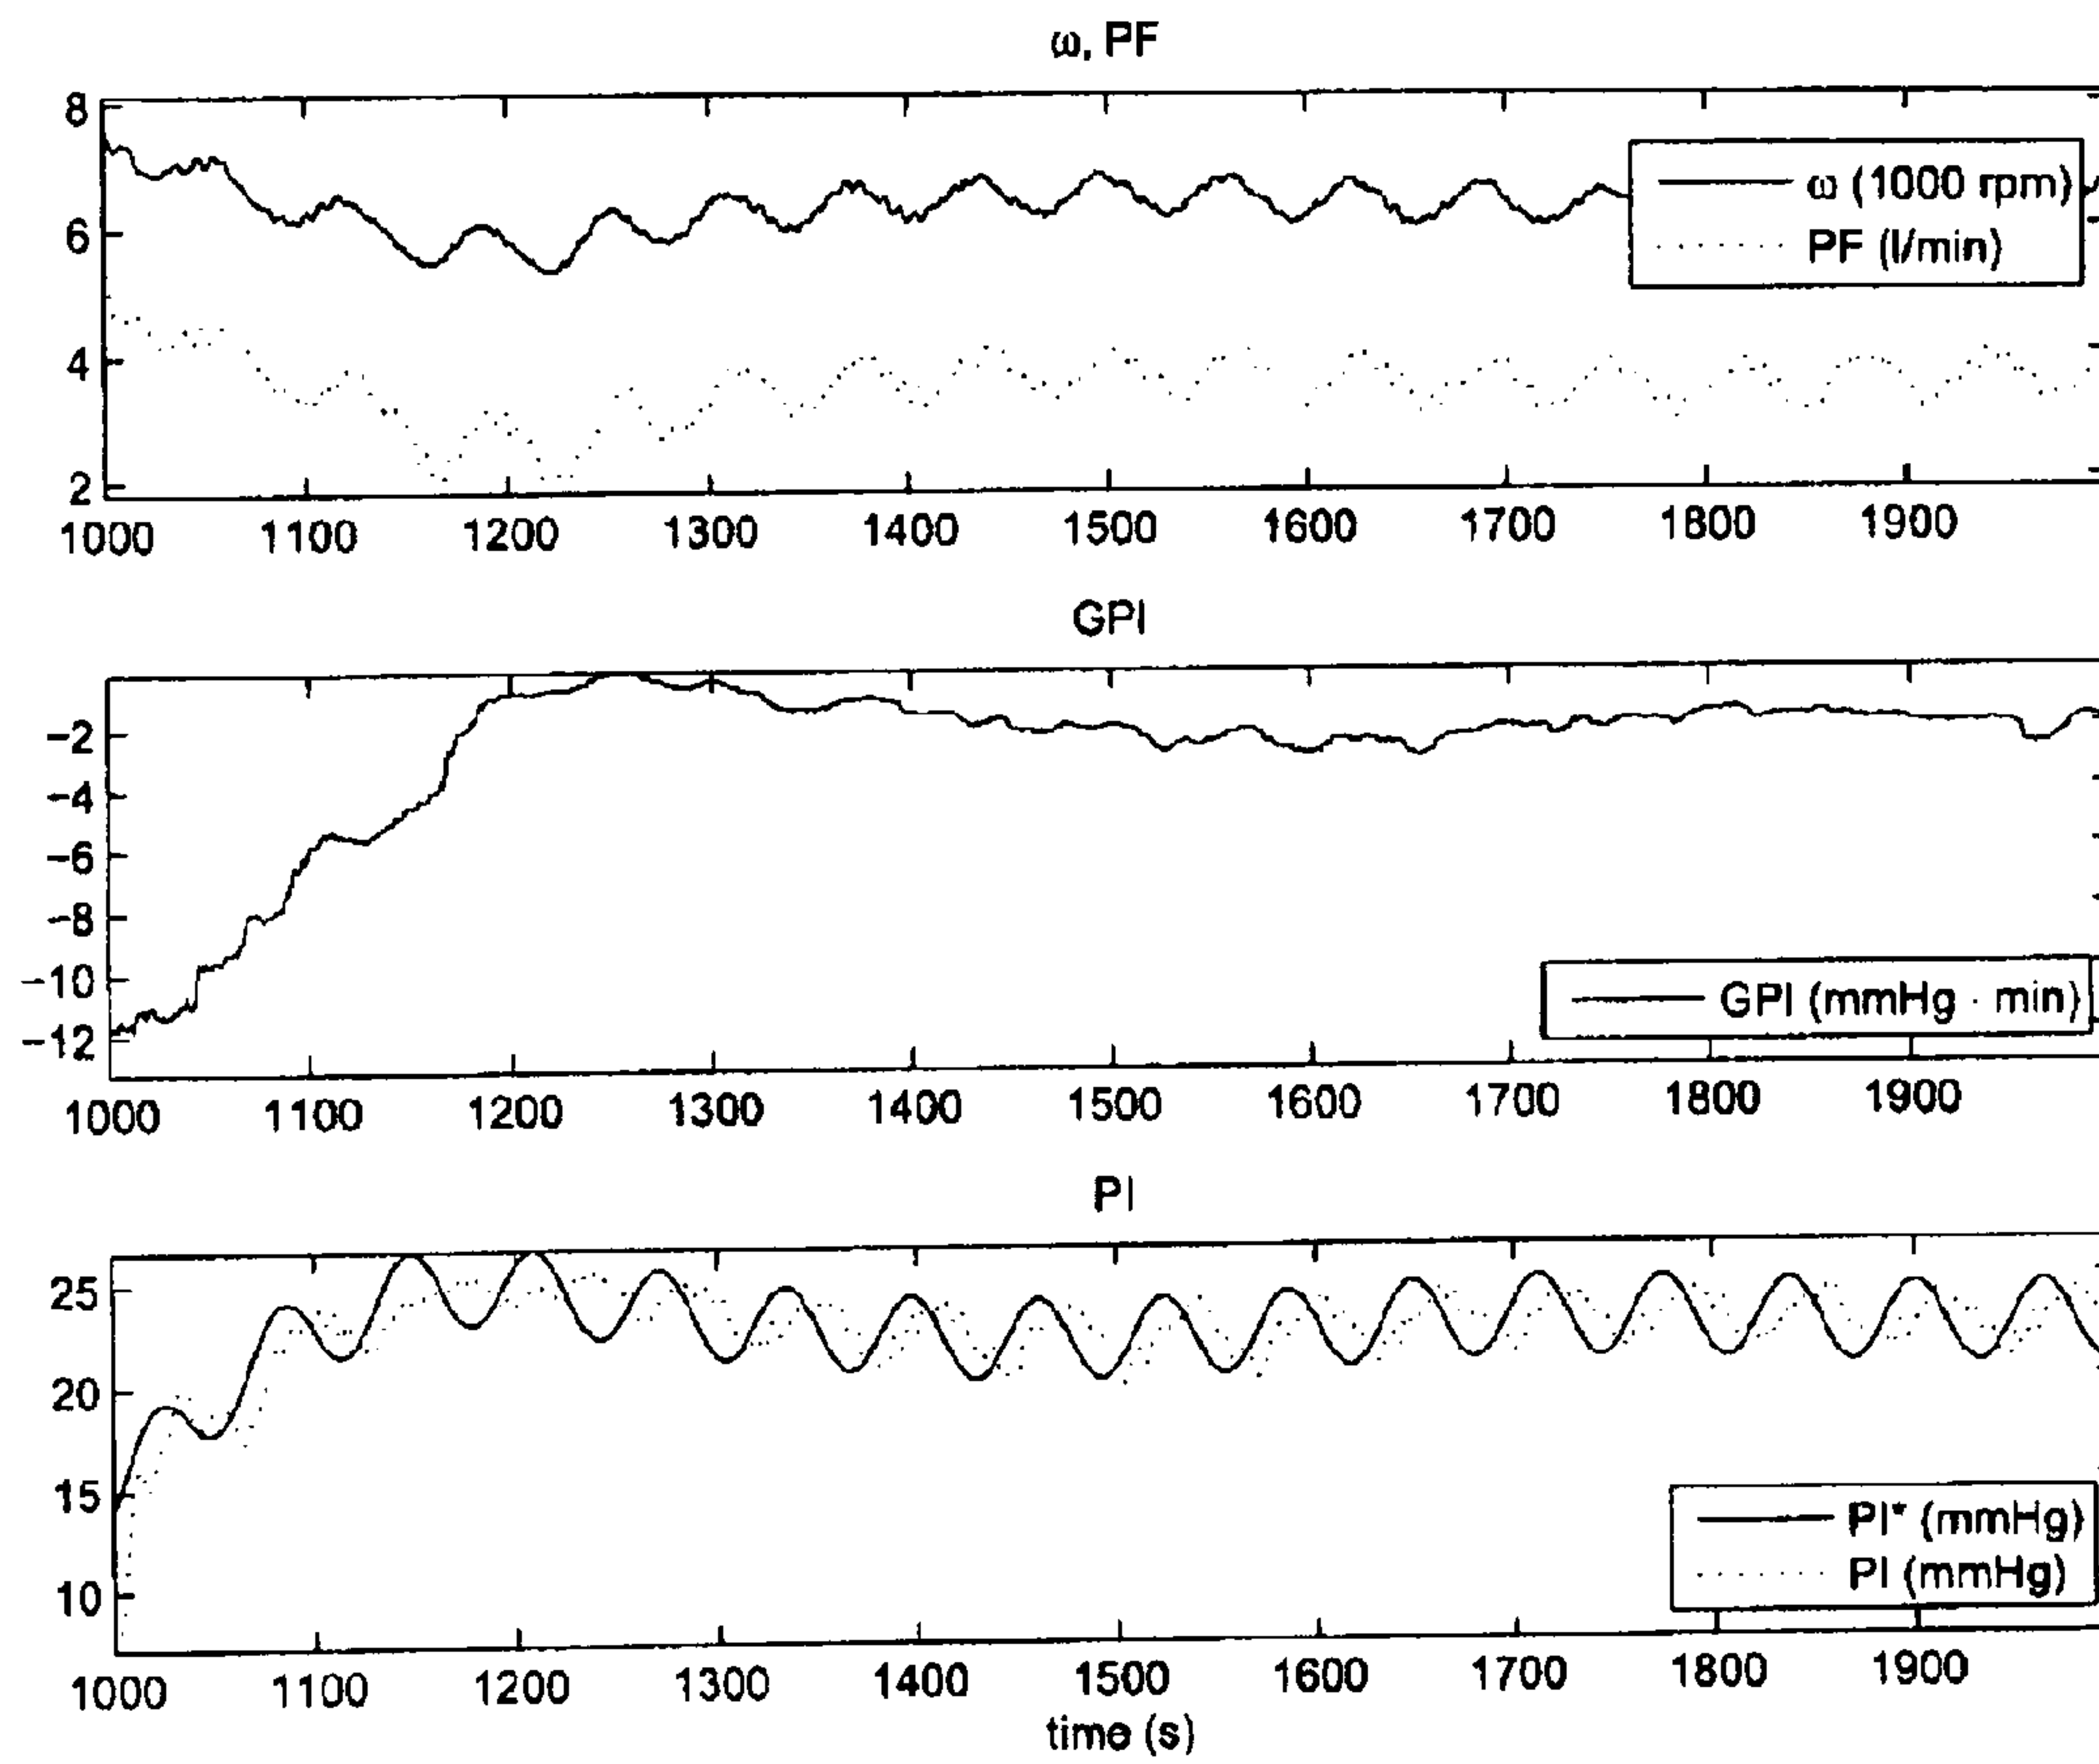 ω, PF
8
6
4
2
ω (1000 rpm)
PF (l/min)
1000 1100 1200 1300 1400 1500 1600 1700 1800 1900
GPI
−2
−4
−6
−8
−10
−12
GPI (mmHg · min)
1000 1100 1200 1300 1400 1500 1600 1700 1800 1900
PI
25
20
15
10
PI* (mmHg)
PI (mmHg)
1000 1100 1200 1300 1400 1500 1600 1700 1800 1900
time (s)